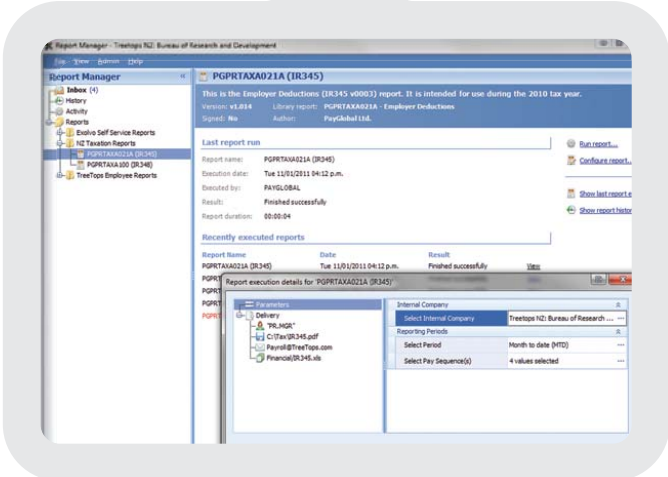 Report Manager - Treetops NZ: Bureau of Research and Development
File View Admin Help
Report Manager «
Inbox (4)
History
Activity
Reports
Exolvo Self Service Reports
NZ Taxation Reports
PGPRTAXA021A (IR345)
PGPRTAXA100 (IR348)
TreeTops Employee Reports
PGPRTAXA021A (IR345)
This is the Employer Deductions (IR345 v0003) report. It is intended for use during the 2010 tax year.
Version: v1.014 Library report: PGPRTAXA021A - Employer Deductions
Signed: No Author: PayGlobal Ltd.
Last report run
Report name: PGPRTAXA021A (IR345)
Execution date: Tue 11/01/2011 04:12 p.m.
Executed by: PAYGLOBAL
Result: Finished successfully
Report duration: 00:00:04
Run report...
Configure report..
Show last report e
Show report histor
Recently executed reports
Report Name Date Result
PGPRTAXA021A (IR345) Tue 11/01/2011 04:12 p.m. Finished successfully View
PGPRT
PGPRT
PGPRT
PGPRT
Report execution details for 'PGPRTAXA021A (IR345)'
Parameters
Delivery
"PR.MGR"
C:\Tax\IR345.pdf
Payroll@TreeTops.com
Financial/IR345.xls
Internal Company
Select Internal Company Treetops NZ: Bureau of Research ... ...
Reporting Periods
Select Period Month to date (MTD) ...
Select Pay Sequence(s) 4 values selected ...